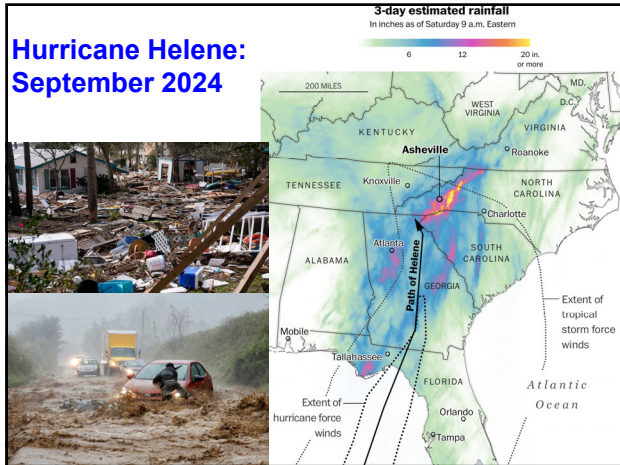 Hurricane Helene:
September 2024
3-day estimated rainfall
In inches as of Saturday 9 a.m. Eastern
6
12
20 in.
or more
200 MILES
MD.
D.C.
WEST
VIRGINIA
KENTUCKY
VIRGINIA
Asheville
Roanoke
Knoxville
TENNESSEE
NORTH
CAROLINA
Charlotte
Atlanta
SOUTH
CAROLINA
ALABAMA
Path of Helene
GEORGIA
Extent of
tropical
storm force
winds
Mobile
Tallahassee
FLORIDA
Atlantic
Ocean
Extent of
hurricane force
winds
Orlando
Tampa